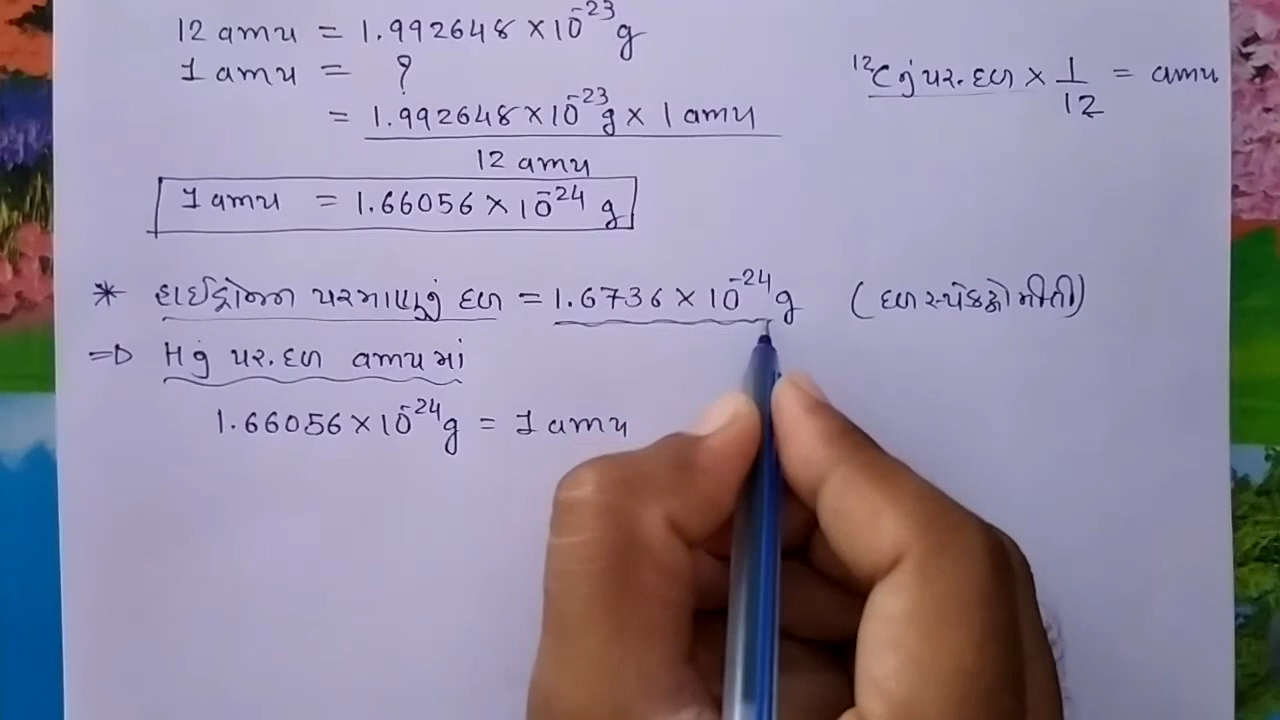 12 amu = 1.992648 × 10⁻²³ g
1 amu = ?
= 1.992648 × 10⁻²³ g × 1 amu
12 amu
¹²C નું પર. દળ × 1/12 = amu
1 amu = 1.66056 × 10⁻²⁴ g
* હાઈડ્રોજન પરમાણુનું દળ = 1.6736 × 10⁻²⁴ g (દળ સ્પેકટ્રોમીતી)
⇒ H નું પર. દળ amu માં
1.66056 × 10⁻²⁴ g = 1 amu